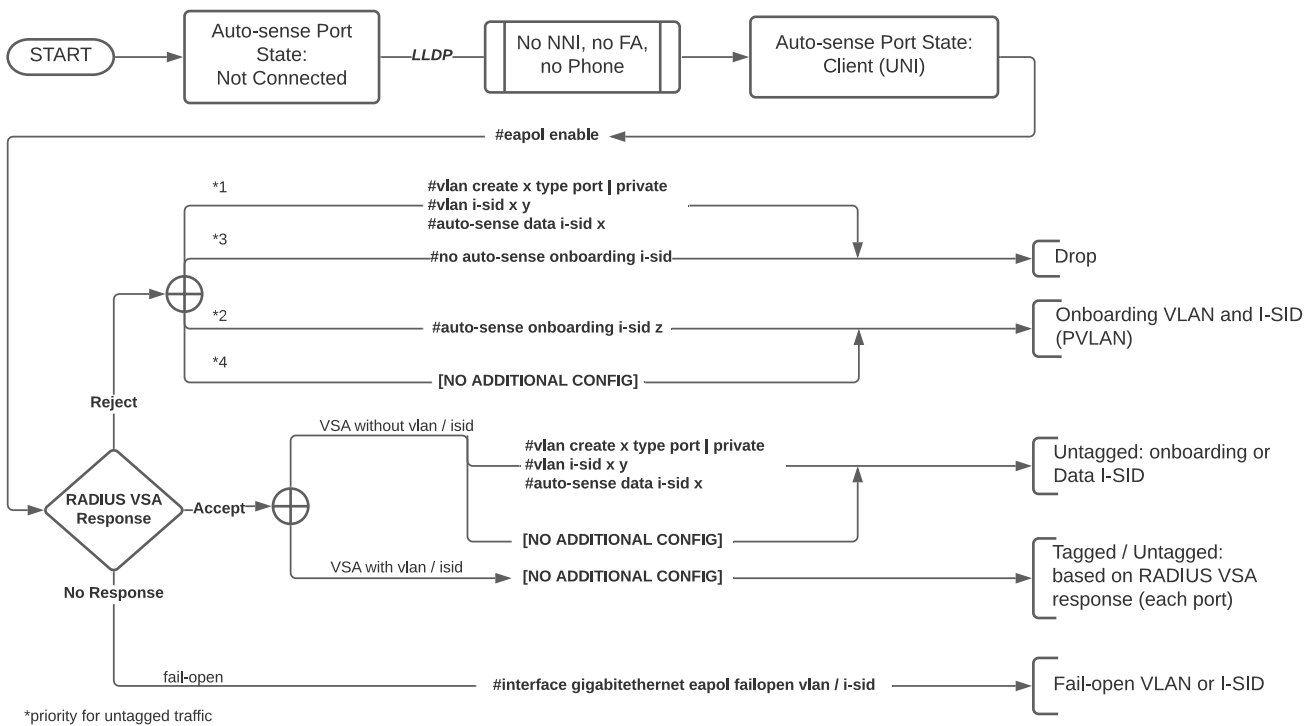 START
Auto-sense Port
State:
Not Connected
LLDP
No NNI, no FA,
no Phone
Auto-sense Port State:
Client (UNI)
#eapol enable
*1
#vlan create x type port | private
#vlan i-sid x y
#auto-sense data i-sid x
*3
#no auto-sense onboarding i-sid
Drop
*2
#auto-sense onboarding i-sid z
Onboarding VLAN and I-SID
(PVLAN)
*4
[NO ADDITIONAL CONFIG]
Reject
VSA without vlan / isid
#vlan create x type port | private
#vlan i-sid x y
#auto-sense data i-sid x
Untagged: onboarding or
Data I-SID
RADIUS VSA
Response
Accept
[NO ADDITIONAL CONFIG]
VSA with vlan / isid
[NO ADDITIONAL CONFIG]
Tagged / Untagged:
based on RADIUS VSA
response (each port)
No Response
fail-open
#interface gigabitethernet eapol failopen vlan / i-sid
Fail-open VLAN or I-SID
*priority for untagged traffic